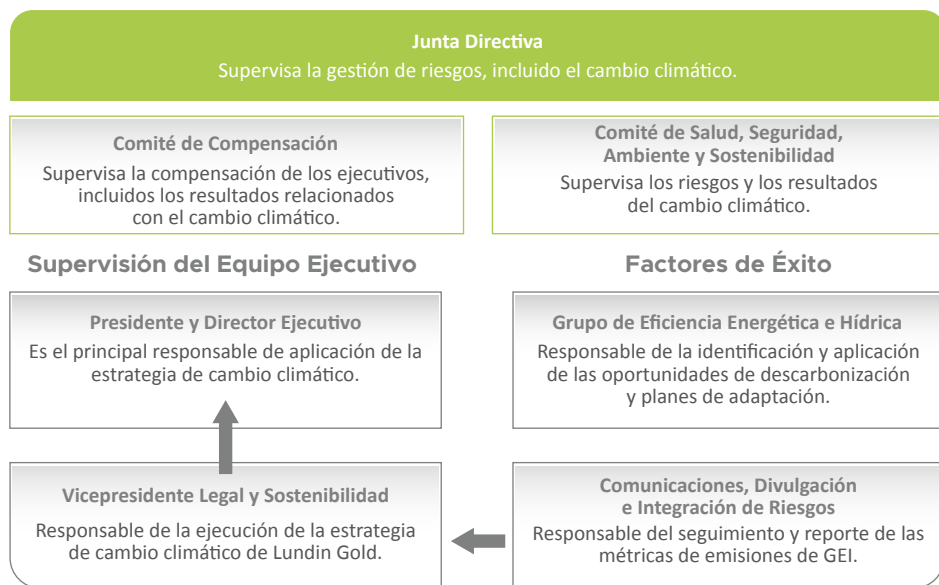 Junta Directiva
Supervisa la gestión de riesgos, incluido el cambio climático.
Comité de Compensación
Supervisa la compensación de los ejecutivos,
incluidos los resultados relacionados
con el cambio climático.
Comité de Salud, Seguridad,
Ambiente y Sostenibilidad
Supervisa los riesgos y los resultados
del cambio climático.
Supervisión del Equipo Ejecutivo
Factores de Éxito
Presidente y Director Ejecutivo
Es el principal responsable de aplicación de la
estrategia de cambio climático.
Grupo de Eficiencia Energética e Hídrica
Responsable de la identificación y aplicación
de las oportunidades de descarbonización
y planes de adaptación.
Vicepresidente Legal y Sostenibilidad
Responsable de la ejecución de la estrategia
de cambio climático de Lundin Gold.
Comunicaciones, Divulgación
e Integración de Riesgos
Responsable del seguimiento y reporte de las
métricas de emisiones de GEI.